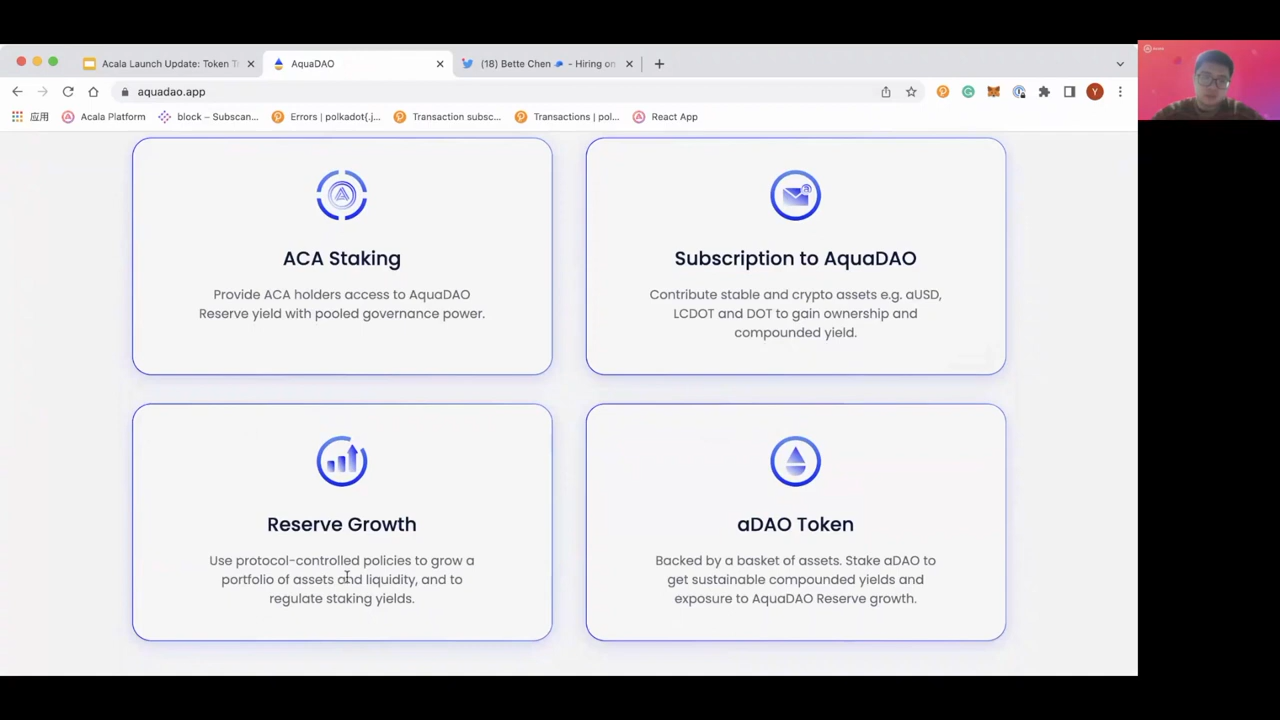 Acala Launch Update: Token T
AquaDAO
(18) Bette Chen 🧢 - Hiring on
aquadao.app
Y
应用
Acala Platform
block – Subscan...
Errors | polkadot{.j...
Transaction subsc...
Transactions | pol...
React App
ACA Staking
Provide ACA holders access to AquaDAO
Reserve yield with pooled governance power.
Subscription to AquaDAO
Contribute stable and crypto assets e.g. aUSD,
LCDOT and DOT to gain ownership and
compounded yield.
Reserve Growth
Use protocol-controlled policies to grow a
portfolio of assets and liquidity, and to
regulate staking yields.
aDAO Token
Backed by a basket of assets. Stake aDAO to
get sustainable compounded yields and
exposure to AquaDAO Reserve growth.